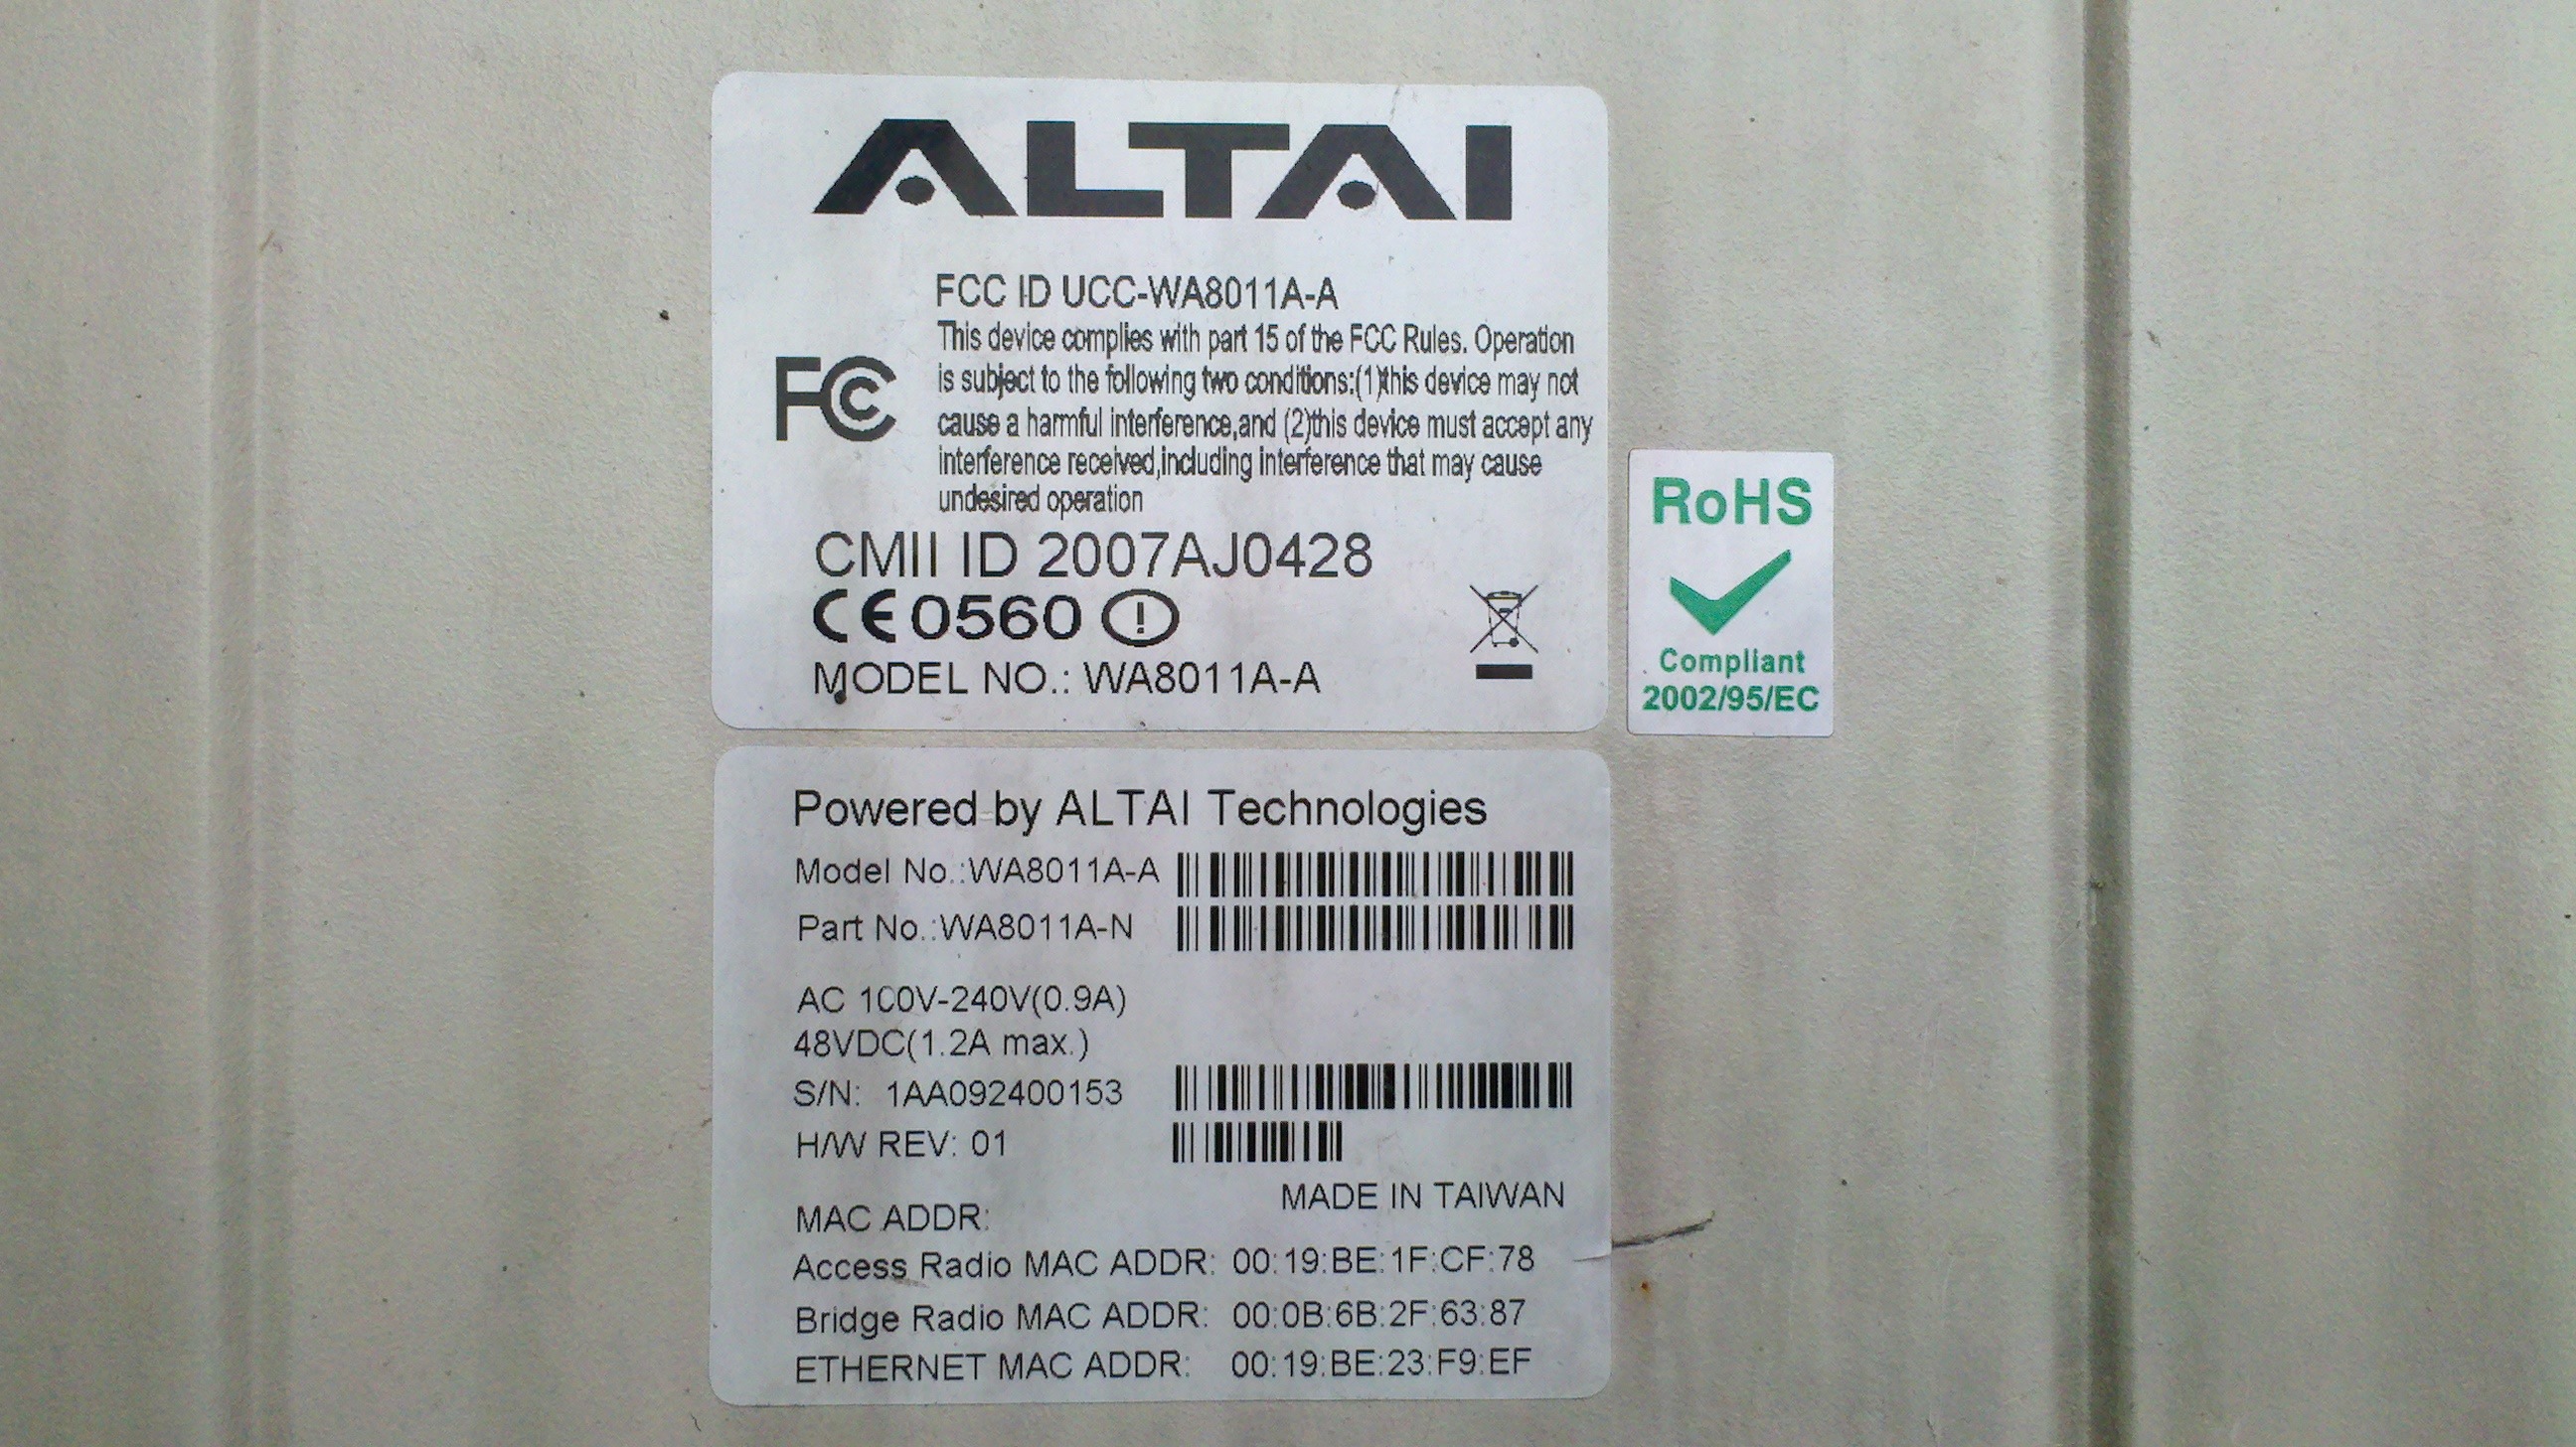 ALTAI
FCC ID UCC-WA8011A-A
This device complies with part 15 of the FCC Rules. Operation
is subject to the following two conditions:(1)this device may not
cause a harmful interference,and (2)this device must accept any
interference received,including interference that may cause
undesired operation
FCC
CMII ID 2007AJ0428
CE0560
MODEL NO.: WA8011A-A
RoHS
Compliant
2002/95/EC
Powered by ALTAI Technologies
Model No.:WA8011A-A
Part No.:WA8011A-N
AC 100V-240V(0.9A)
48VDC(1.2A max.)
S/N: 1AA092400153
H/W REV: 01
MADE IN TAIWAN
MAC ADDR:
Access Radio MAC ADDR: 00:19:BE:1F:CF:78
Bridge Radio MAC ADDR: 00:0B:6B:2F:63:87
ETHERNET MAC ADDR: 00:19:BE:23:F9:EF